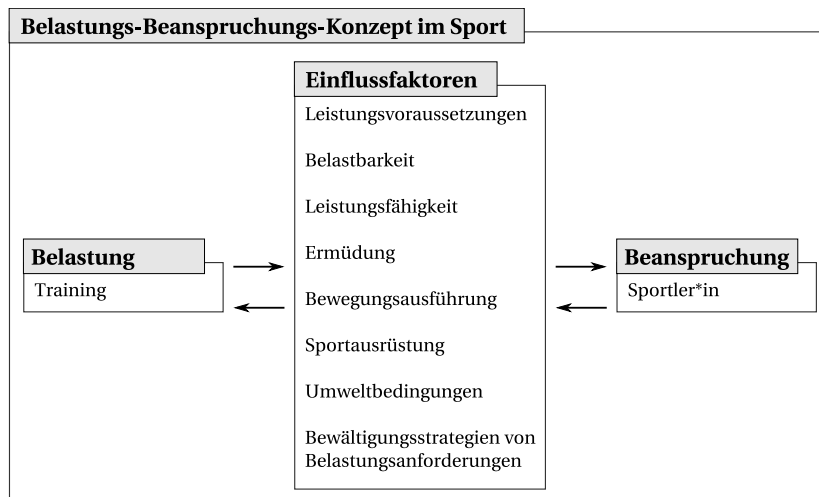 Belastungs-Beanspruchungs-Konzept im Sport
Einflussfaktoren
Leistungsvoraussetzungen
Belastbarkeit
Leistungsfähigkeit
Ermüdung
Bewegungsausführung
Sportausrüstung
Umweltbedingungen
Bewältigungsstrategien von
Belastungsanforderungen
Belastung
Training
Beanspruchung
Sportler*in